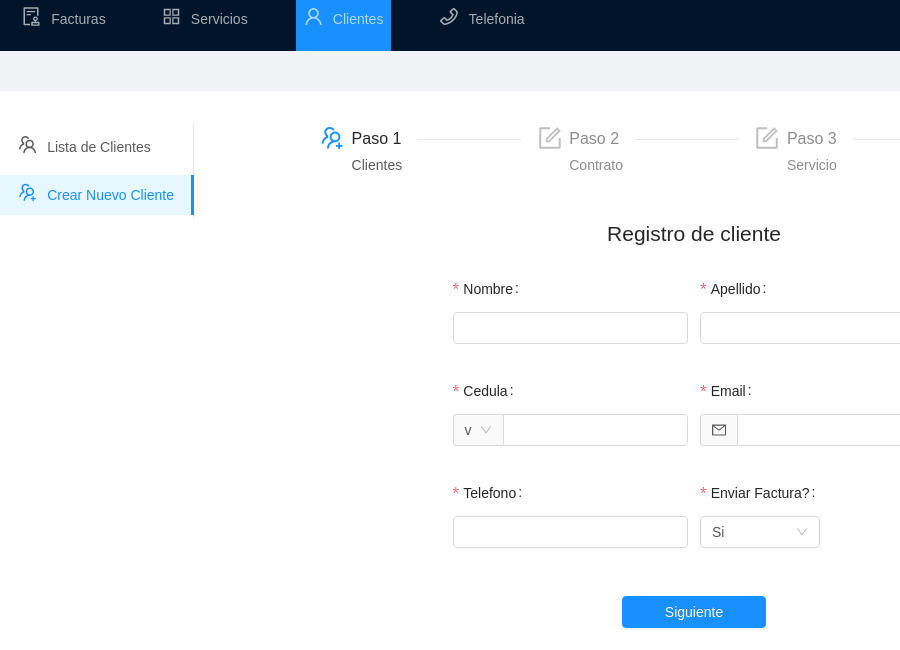 Facturas Servicios Clientes Telefonia
Lista de Clientes
Crear Nuevo Cliente
Paso 1 Paso 2 Paso 3
Clientes Contrato Servicio
Registro de cliente
* Nombre: * Apellido:
* Cedula: * Email:
v
* Telefono: * Enviar Factura?:
Si
Siguiente